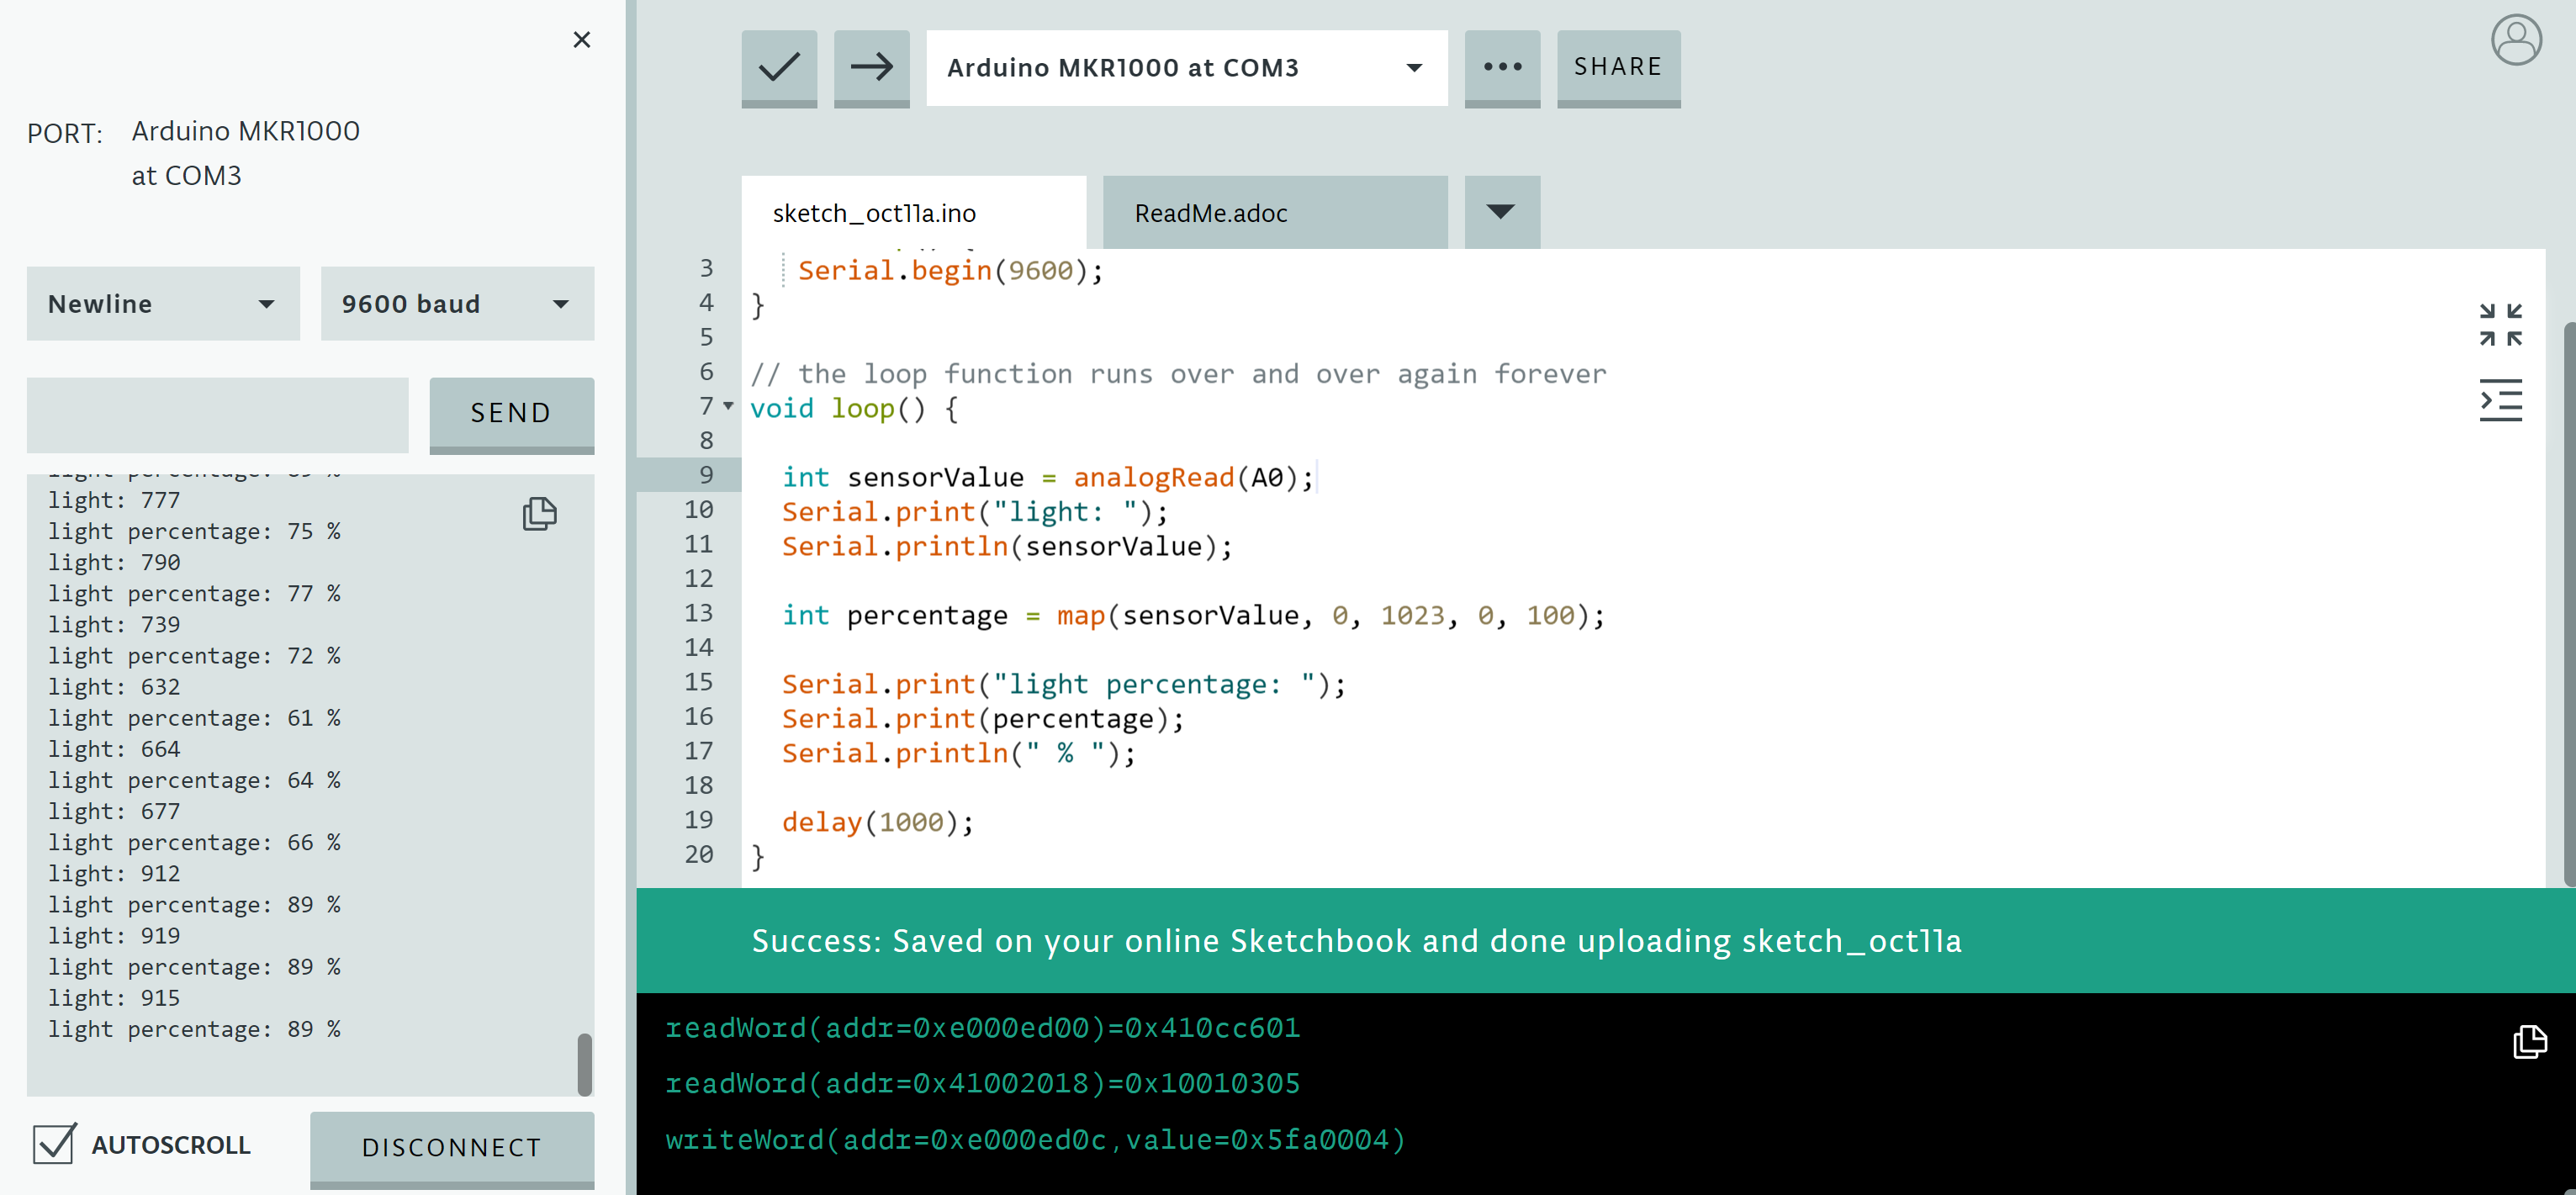 PORT: Arduino MKR1000
at COM3
Newline
9600 baud
SEND
light: 777
light percentage: 75 %
light: 790
light percentage: 77 %
light: 739
light percentage: 72 %
light: 632
light percentage: 61 %
light: 664
light percentage: 64 %
light: 677
light percentage: 66 %
light: 912
light percentage: 89 %
light: 919
light percentage: 89 %
light: 915
light percentage: 89 %
AUTOSCROLL
DISCONNECT
Arduino MKR1000 at COM3
SHARE
sketch_oct11a.ino
ReadMe.adoc
3 Serial.begin(9600);
4 }
5
6 // the loop function runs over and over again forever
7 void loop() {
8
9 int sensorValue = analogRead(A0);
10 Serial.print("light: ");
11 Serial.println(sensorValue);
12
13 int percentage = map(sensorValue, 0, 1023, 0, 100);
14
15 Serial.print("light percentage: ");
16 Serial.print(percentage);
17 Serial.println(" % ");
18
19 delay(1000);
20 }
Success: Saved on your online Sketchbook and done uploading sketch_oct11a
readWord(addr=0xe000ed00)=0x410cc601
readWord(addr=0x41002018)=0x10010305
writeWord(addr=0xe000ed0c,value=0x5fa0004)